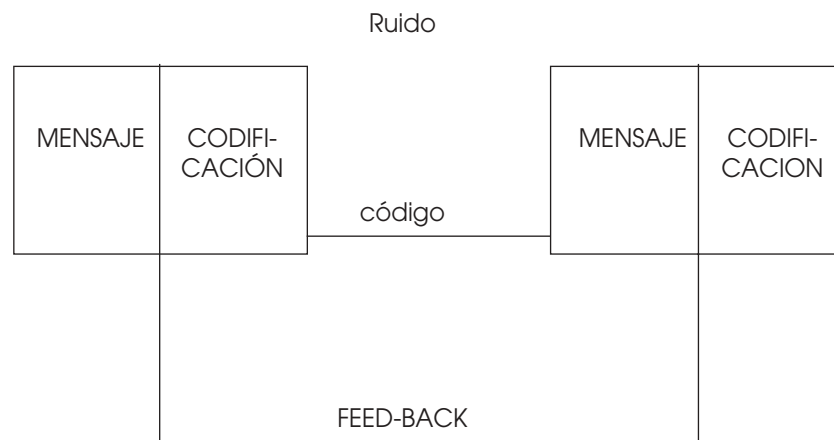 Ruido
MENSAJE
CODIFI-
CACIÓN
código
MENSAJE
CODIFI-
CACION
FEED-BACK